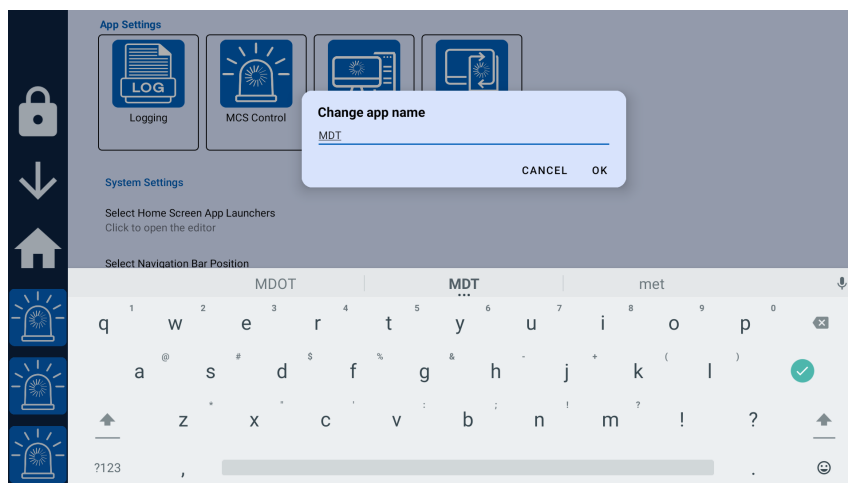 App Settings
LOG
Logging
MCS Control
Change app name
MDT
CANCEL OK
System Settings
Select Home Screen App Launchers
Click to open the editor
Select Navigation Bar Position
MDOT MDT met
q 1 w 2 e 3 r 4 t 5 y 6 u 7 i 8 o 9 p 0
a @ s # d $ f % g & h - j + k ( l )
z * x " c ' v : b ; n ! m ? ! ?
?123 , .